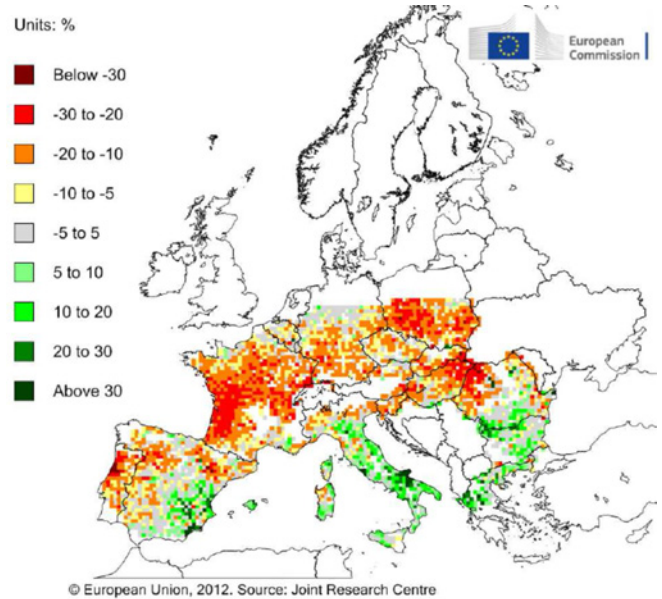 Units: %
European
Commission
Below -30
-30 to -20
-20 to -10
-10 to -5
-5 to 5
5 to 10
10 to 20
20 to 30
Above 30
© European Union, 2012. Source: Joint Research Centre